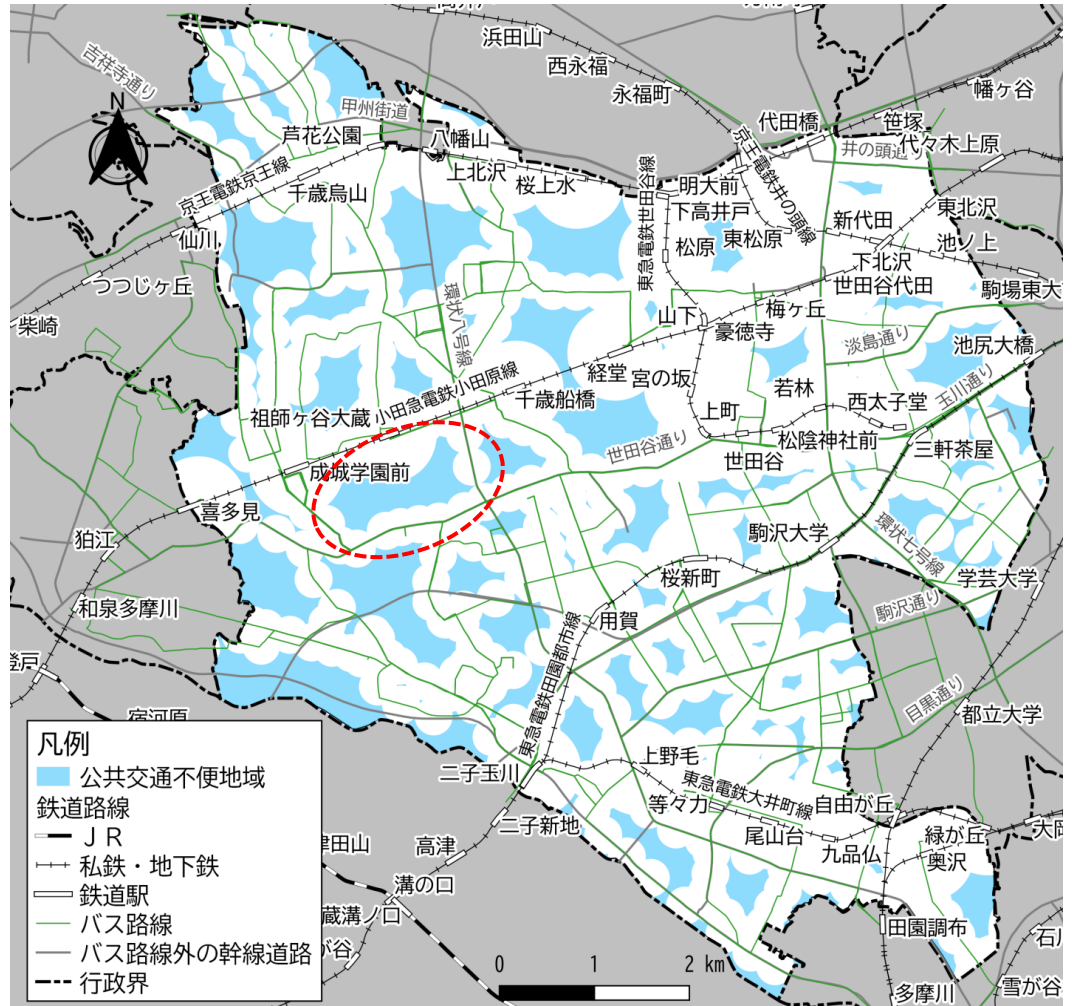 浜田山
西永福
永福町
吉祥寺通り
N
甲州街道
代田橋
笹塚
幡ヶ谷
代々木上原
井の頭通り
芦花公園
八幡山
上北沢
桜上水
京王電鉄京王線
千歳烏山
明大前
下高井戸
京王電鉄井の頭線
東急電鉄世田谷線
松原
東松原
新代田
東北沢
池ノ上
仙川
つつじヶ丘
柴崎
下北沢
世田谷代田
駒場東大
環状八号線
山下
梅ヶ丘
豪徳寺
淡島通り
池尻大橋
小田急電鉄小田原線
経堂
宮の坂
若林
玉川通り
千歳船橋
祖師ヶ谷大蔵
上町
西太子堂
世田谷通り
松陰神社前
三軒茶屋
世田谷
成城学園前
喜多見
狛江
駒沢大学
環状七号線
学芸大学
桜新町
和泉多摩川
用賀
駒沢通り
登戸
宿河原
東急電鉄田園都市線
目黒通り
都立大学
二子玉川
上野毛
東急電鉄大井町線
等々力
自由が丘
二子新地
尾山台
緑が丘
大岡
津田山
高津
九品仏
奥沢
溝の口
蔵溝ノ口
が谷
田園調布
石川
多摩川
雪が谷
凡例
公共交通不便地域
鉄道路線
ＪＲ
私鉄・地下鉄
鉄道駅
バス路線
バス路線外の幹線道路
行政界
0 1 2 km